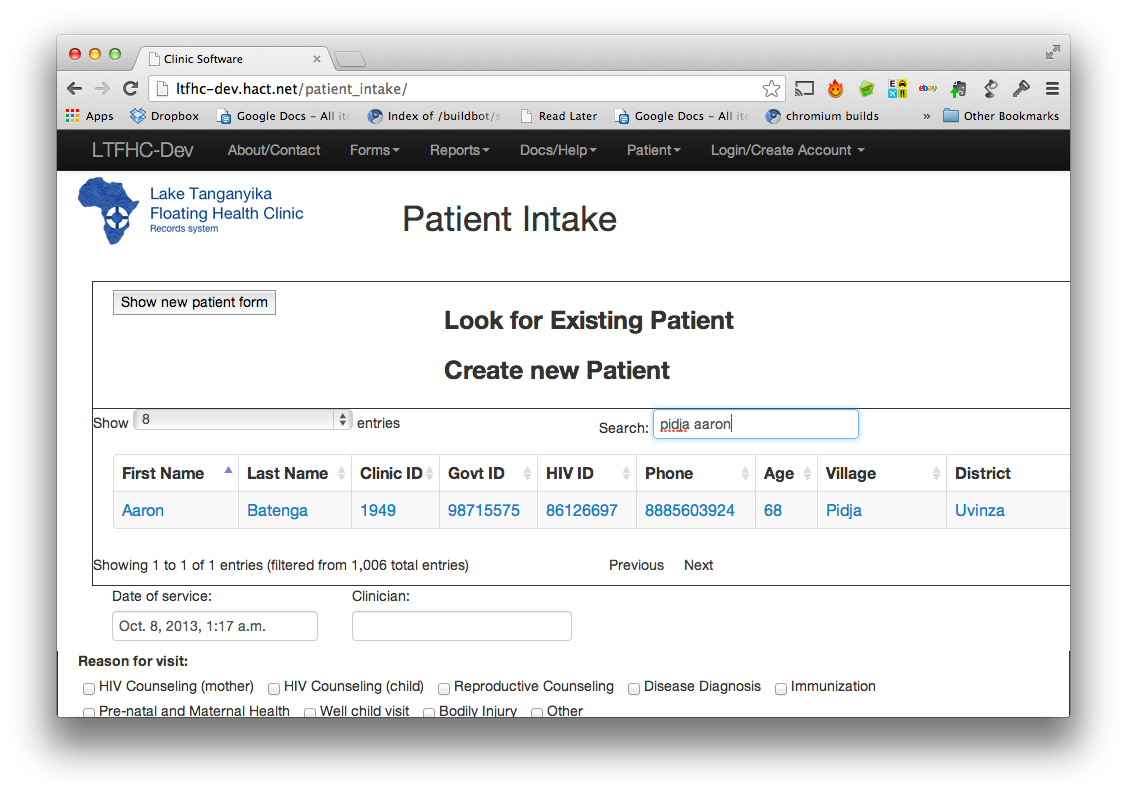 Clinic Software
ltfhc-dev.hact.net/patient_intake/
Apps Dropbox Google Docs – All ite Index of /buildbot/s Read Later Google Docs – All ite chromium builds » Other Bookmarks
LTFHC-Dev About/Contact Forms Reports Docs/Help Patient Login/Create Account
Lake Tanganyika
Floating Health Clinic
Records system
Patient Intake
Show new patient form
Look for Existing Patient
Create new Patient
Show 8 entries Search: pidja aaron
First Name Last Name Clinic ID Govt ID HIV ID Phone Age Village District
Aaron Batenga 1949 98715575 86126697 8885603924 68 Pidja Uvinza
Showing 1 to 1 of 1 entries (filtered from 1,006 total entries) Previous Next
Date of service: Clinician:
Oct. 8, 2013, 1:17 a.m.
Reason for visit:
HIV Counseling (mother) HIV Counseling (child) Reproductive Counseling Disease Diagnosis Immunization
Pre-natal and Maternal Health Well child visit Bodily Injury Other